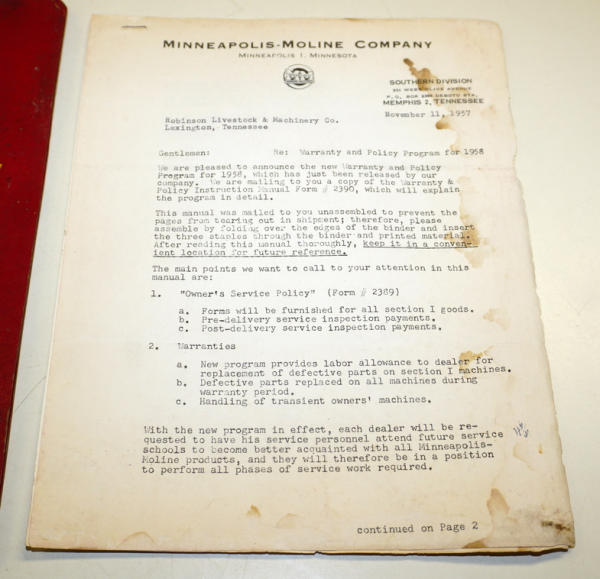 MINNEAPOLIS-MOLINE COMPANY
MINNEAPOLIS 1, MINNESOTA
SOUTHERN DIVISION
MEMPHIS 2, TENNESSEE
November 11, 1957
Robinson Livestock & Machinery Co.
Lexington, Tennessee
Gentlemen: Re: Warranty and Policy Program for 1958
We are pleased to announce the new Warranty and Policy
Program for 1958, which has just been released by our
company. We are mailing to you a copy of the Warranty &
Policy Instruction Manual Form # 2390, which will explain
the program in detail.
This manual was mailed to you unassembled to prevent the
pages from tearing out in shipment; therefore, please
assemble by folding over the edges of the binder and insert
the three staples through the binder and printed material.
After reading this manual thoroughly, keep it in a conven-
ient location for future reference.
The main points we want to call to your attention in this
manual are:
1. "Owner's Service Policy" (Form # 2389)
a. Forms will be furnished for all section I goods.
b. Pre-delivery service inspection payments.
c. Post-delivery service inspection payments.
2. Warranties
a. New program provides labor allowance to dealer for
replacement of defective parts on section I machines.
b. Defective parts replaced on all machines during
warranty period.
c. Handling of transient owners' machines.
With the new program in effect, each dealer will be re-
quested to have his service personnel attend future service
schools to become better acquainted with all Minneapolis-
Moline products, and they will therefore be in a position
to perform all phases of service work required.
continued on Page 2